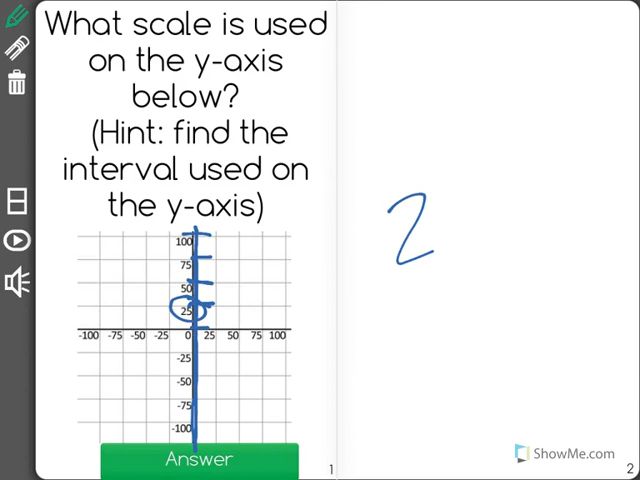 What scale is used
on the y-axis
below?
(Hint: find the
interval used on
the y-axis)
100
75
50
25
-100 -75 -50 -25 0 25 50 75 100
-25
-50
-75
-100
Answer
1
2
ShowMe.com
2